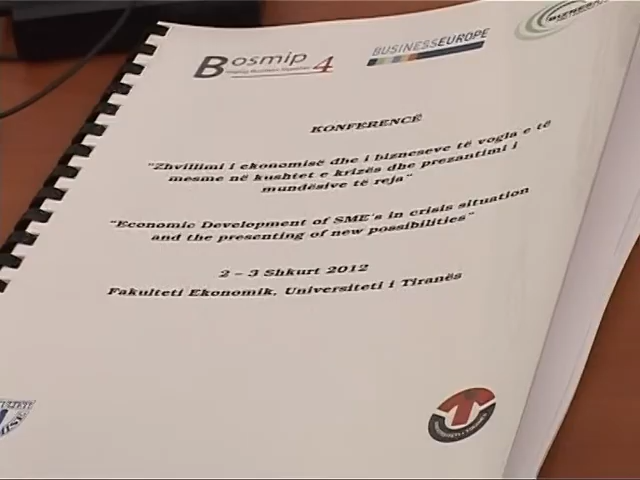 Bosmip 4
BUSINESSEUROPE
KONFERENCË
"Zhvillimi i ekonomisë dhe i bizneseve të vogla e të
mesme në kushtet e krizës dhe prezantimi i
mundësive të reja"
"Economic Development of SME's in crisis situation
and the presenting of new possibilities"
2 – 3 Shkurt 2012
Fakulteti Ekonomik, Universiteti i Tiranës